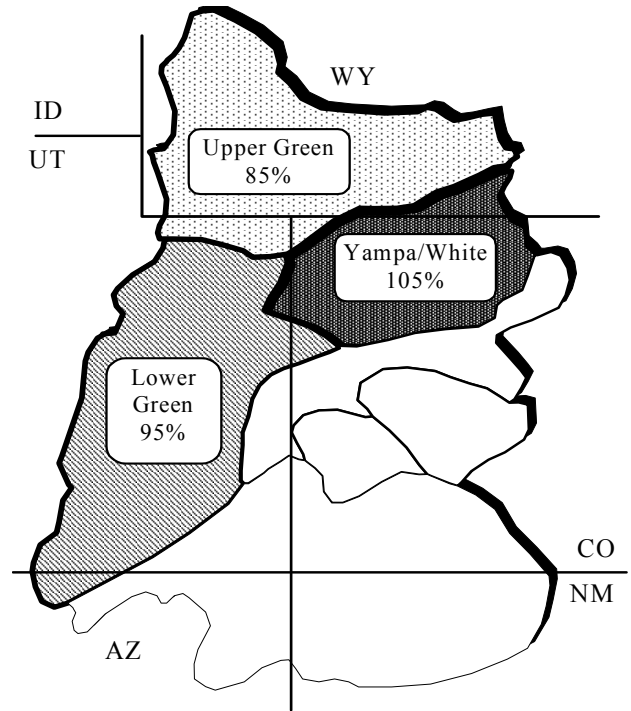 WY
ID
UT
Upper Green
85%
Yampa/White
105%
Lower
Green
95%
CO
NM
AZ